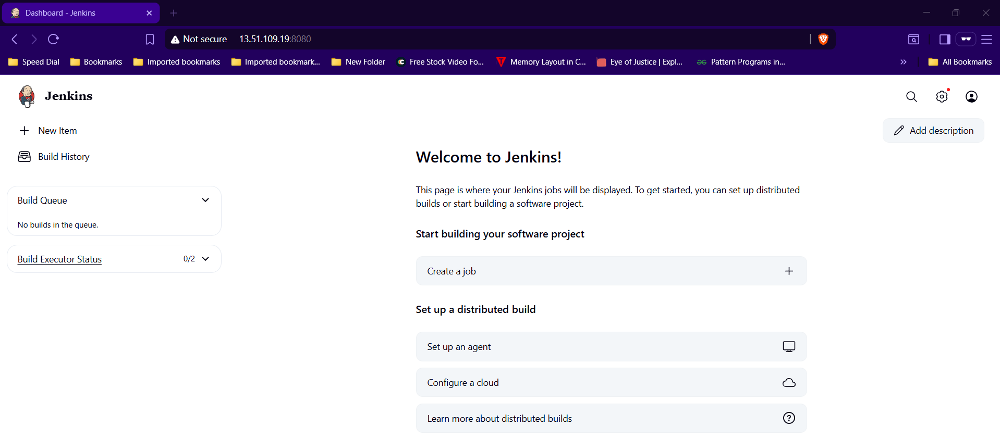 Dashboard - Jenkins
Not secure 13.51.109.19:8080
Speed Dial Bookmarks Imported bookmarks Imported bookmark... New Folder Free Stock Video Fo... Memory Layout in C... Eye of Justice | Expl... Pattern Programs in... All Bookmarks
Jenkins
New Item
Add description
Build History
Build Queue
No builds in the queue.
Build Executor Status 0/2
Welcome to Jenkins!
This page is where your Jenkins jobs will be displayed. To get started, you can set up distributed
builds or start building a software project.
Start building your software project
Create a job
Set up a distributed build
Set up an agent
Configure a cloud
Learn more about distributed builds